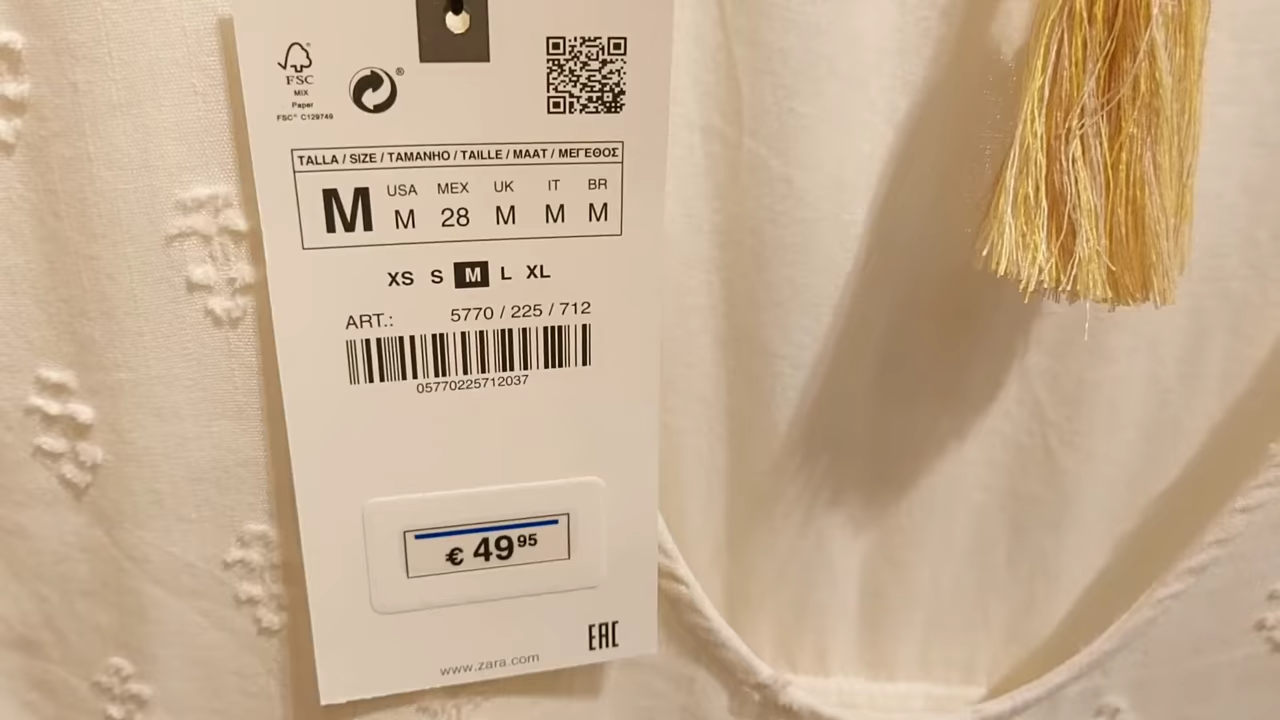 FSC®
MIX
Paper
FSC® C129749
®
TALLA / SIZE / TAMANHO / TAILLE / MAAT / ΜΕΓΕΘΟΣ
M
USA MEX UK IT BR
M 28 M M M
XS S M L XL
ART.: 5770 / 225 / 712
05770225712037
€ 49 95
EAC
www.zara.com